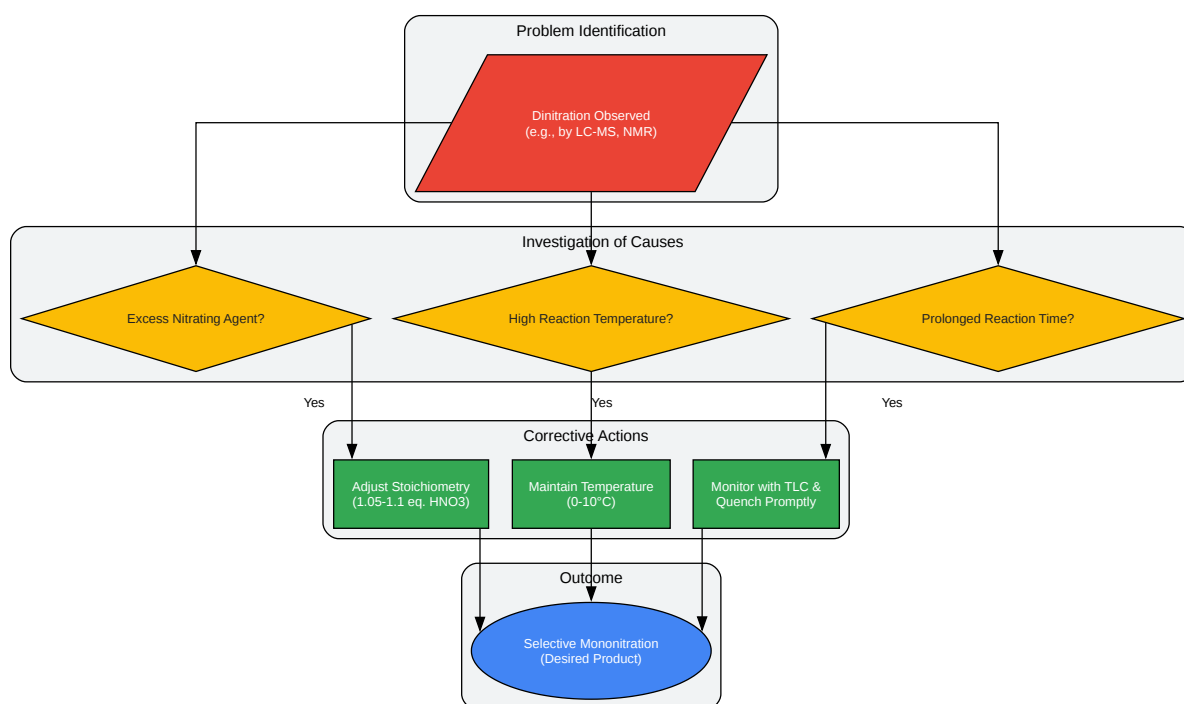 Problem Identification
Dinitration Observed
(e.g., by LC-MS, NMR)
Investigation of Causes
Excess Nitrating Agent?
High Reaction Temperature?
Prolonged Reaction Time?
Yes
Yes
Yes
Corrective Actions
Adjust Stoichiometry
(1.05-1.1 eq. HNO3)
Maintain Temperature
(0-10°C)
Monitor with TLC &
Quench Promptly
Outcome
Selective Mononitration
(Desired Product)